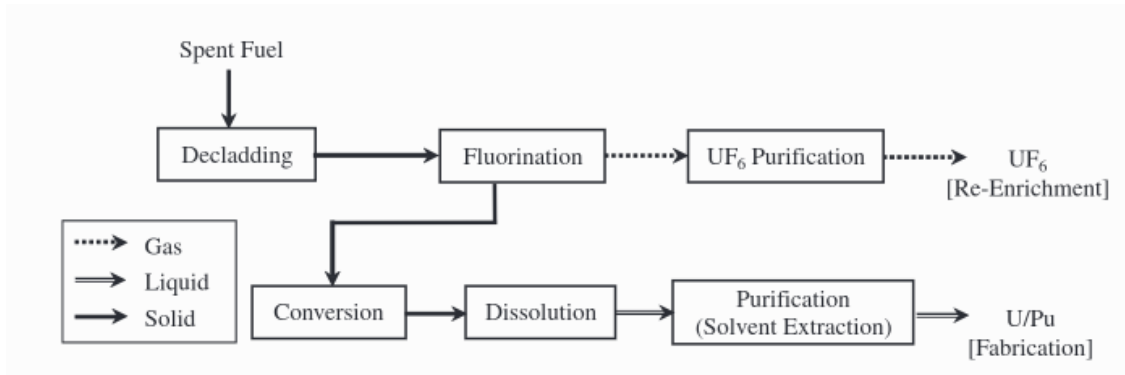 Spent Fuel
Decladding
Fluorination
UF₆ Purification
UF₆
[Re-Enrichment]
Gas
Liquid
Solid
Conversion
Dissolution
Purification
(Solvent Extraction)
U/Pu
[Fabrication]